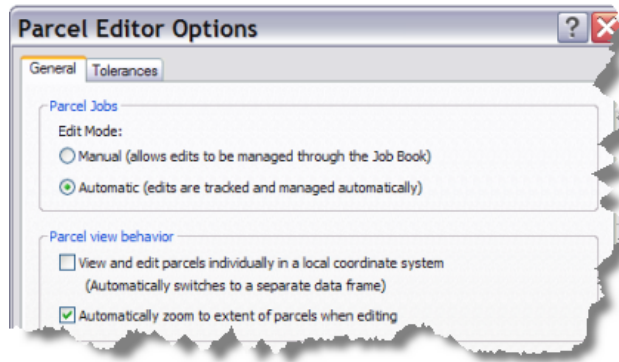 Parcel Editor Options
General Tolerances
Parcel Jobs
Edit Mode:
Manual (allows edits to be managed through the Job Book)
Automatic (edits are tracked and managed automatically)
Parcel view behavior
View and edit parcels individually in a local coordinate system
(Automatically switches to a separate data frame)
Automatically zoom to extent of parcels when editing